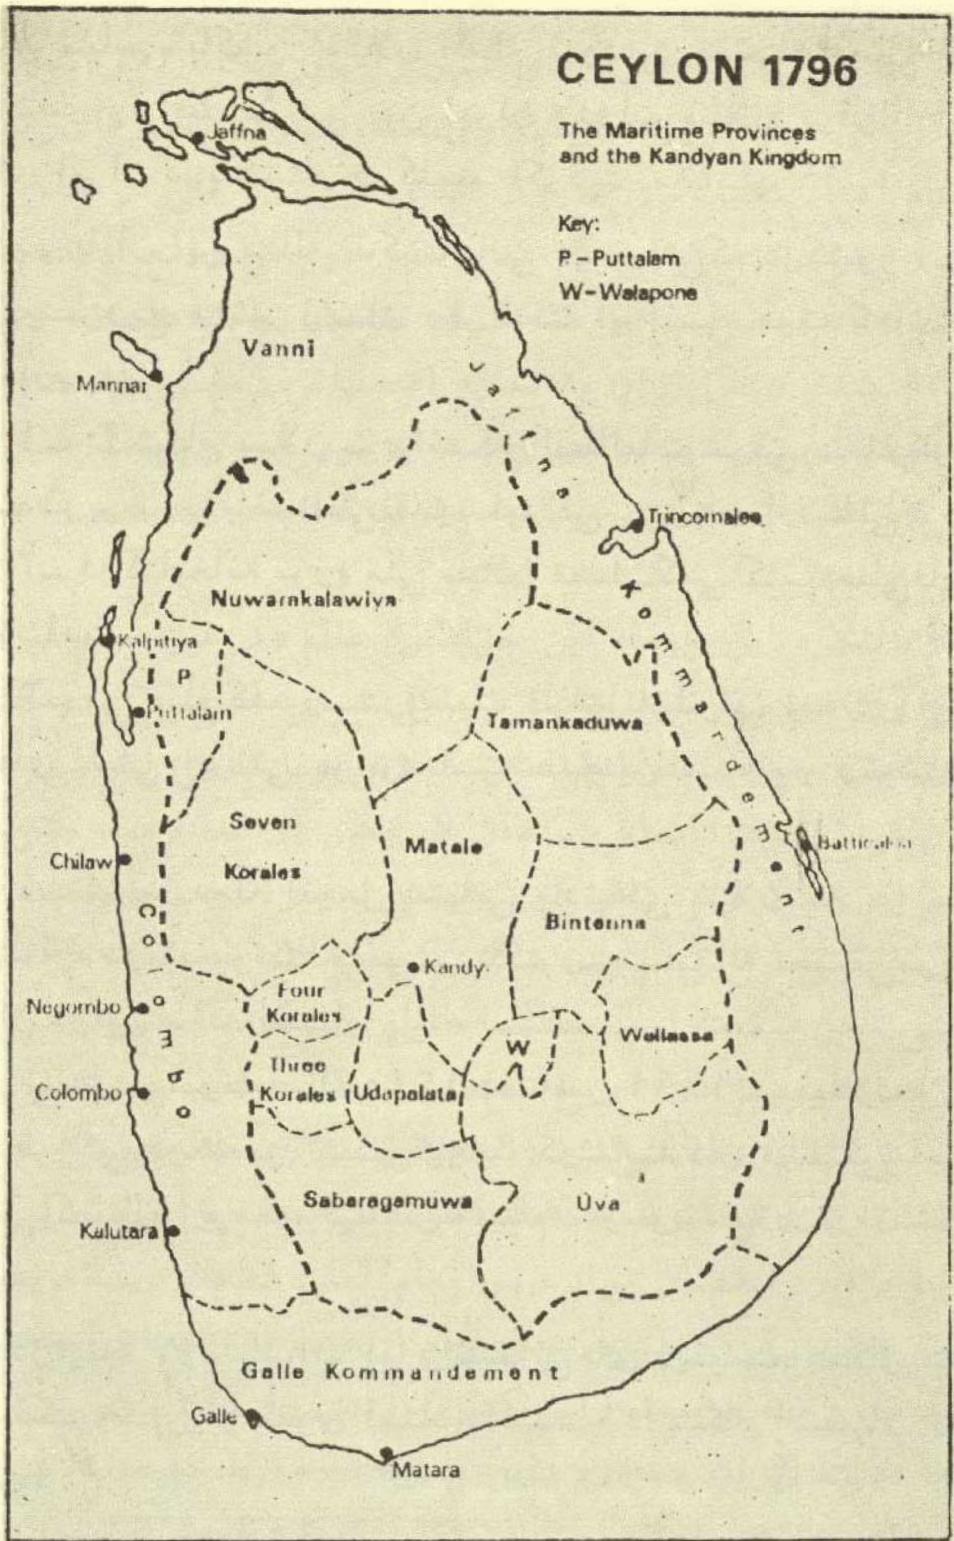 CEYLON 1796
The Maritime Provinces
and the Kandyan Kingdom
Key:
P - Puttalam
W - Walapone
Jaffna
Vanni
Mannar
Jaffna Kommandement
Trincomalee
Nuwarakalawiya
Kalpitiya
P
Puttalam
Tamankaduwa
Seven
Korales
Matale
Chilaw
Batticaloa
Bintenna
Colombo
Kandy
Four
Korales
Negombo
W
Wellassa
Three
Korales
Udapalata
Colombo
Sabaragamuwa
Uva
Kalutara
Galle Kommandement
Galle
Matara